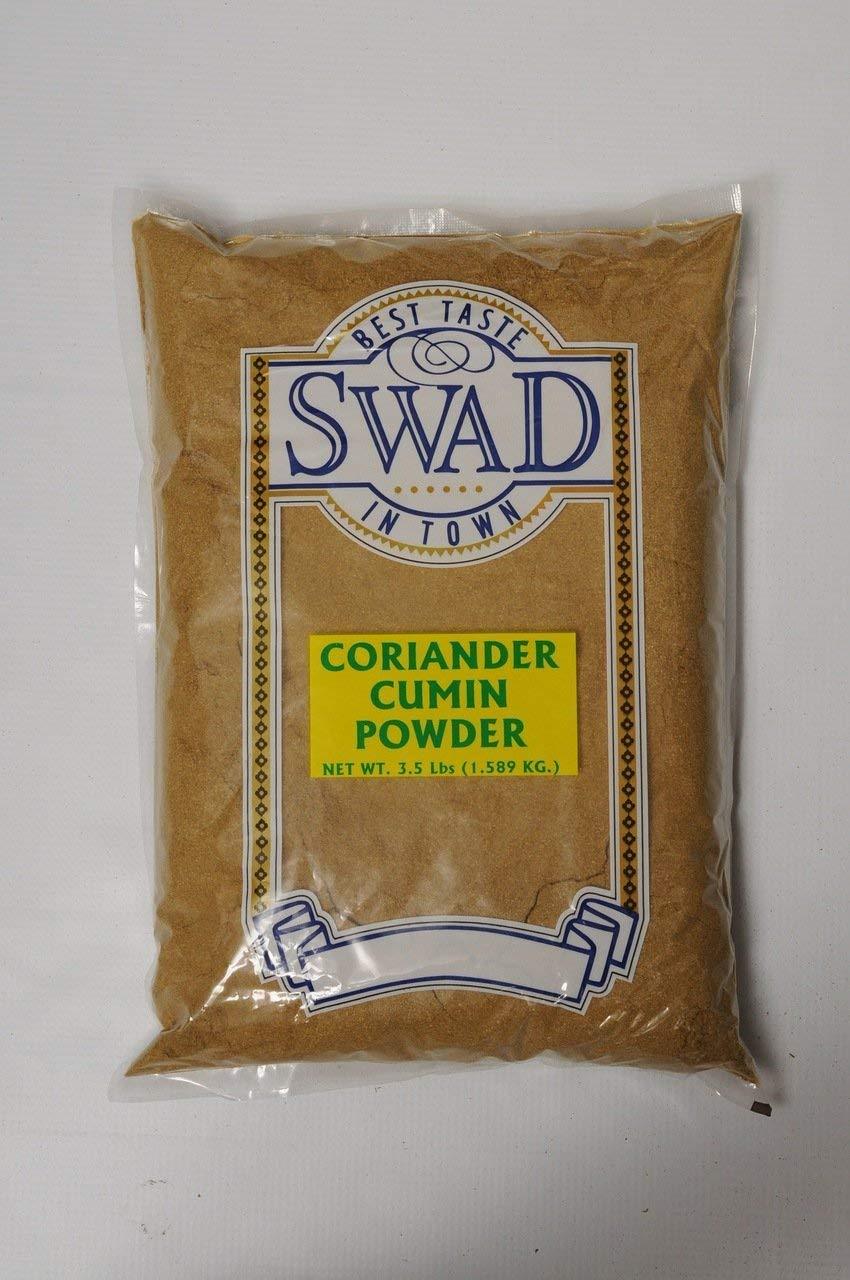 BEST TASTE
SWAD
IN TOWN
CORIANDER
CUMIN
POWDER
NET WT. 3.5 Lbs (1.589 KG.)